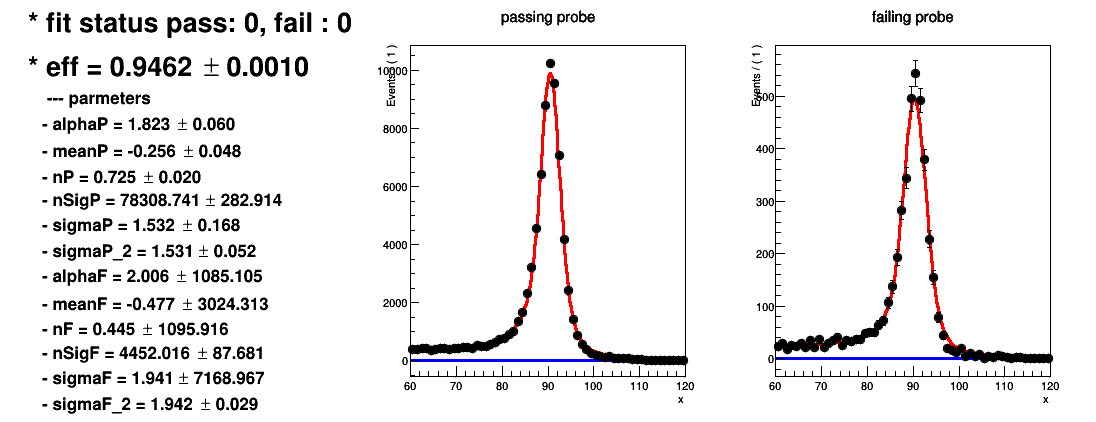 * fit status pass: 0, fail : 0
* eff = 0.9462 ± 0.0010
--- parmeters
- alphaP = 1.823 ± 0.060
- meanP = -0.256 ± 0.048
- nP = 0.725 ± 0.020
- nSigP = 78308.741 ± 282.914
- sigmaP = 1.532 ± 0.168
- sigmaP_2 = 1.531 ± 0.052
- alphaF = 2.006 ± 1085.105
- meanF = -0.477 ± 3024.313
- nF = 0.445 ± 1095.916
- nSigF = 4452.016 ± 87.681
- sigmaF = 1.941 ± 7168.967
- sigmaF_2 = 1.942 ± 0.029
passing probe
Events / ( 1 )
10000
8000
6000
4000
2000
0
60 70 80 90 100 110 120
x
failing probe
Events / ( 1 )
500
400
300
200
100
0
60 70 80 90 100 110 120
x